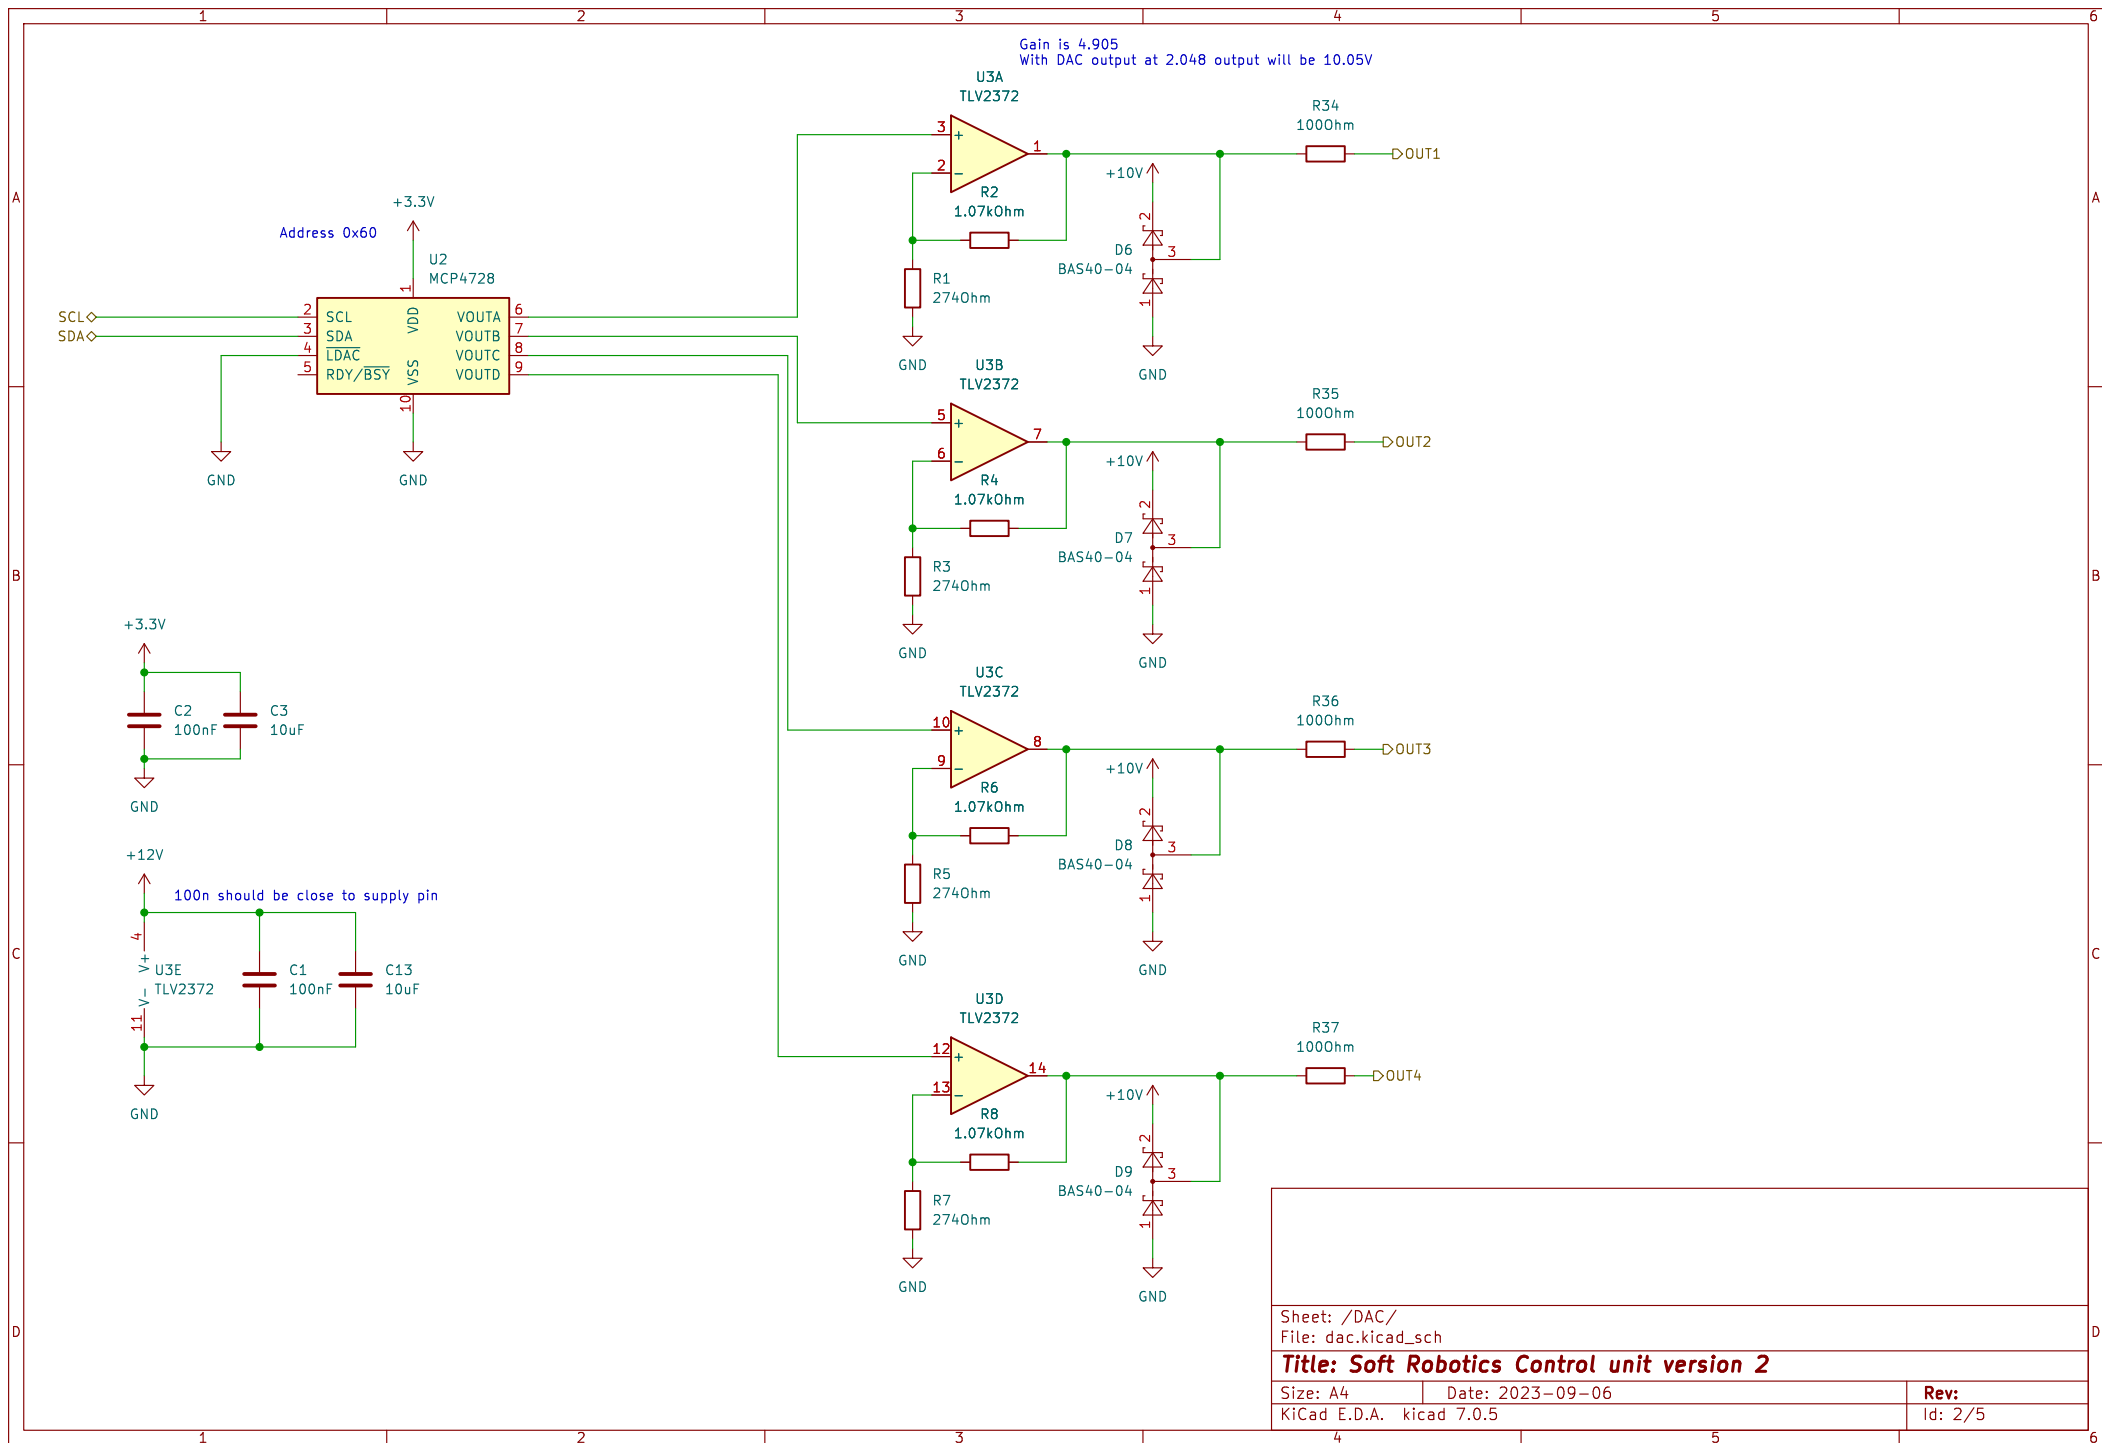 1 2 3 4 5 6
Gain is 4.905
With DAC output at 2.048 output will be 10.05V
A
A
B
B
C
C
D
D
Address 0x60
+3.3V
U2
MCP4728
1
VDD
SCL
2 SCL
SDA
3 SDA
4 LDAC
5 RDY/BSY
VOUTA 6
VOUTB 7
VOUTC 8
VOUTD 9
VSS
10
GND
GND
+3.3V
C2
100nF
C3
10uF
GND
+12V
100n should be close to supply pin
4
V+
U3E
TLV2372
V-
11
C1
100nF
C13
10uF
GND
U3A
TLV2372
3 +
2 -
1
R2
1.07kOhm
R1
274Ohm
GND
+10V
2
D6
BAS40-04
3
1
GND
R34
100Ohm
OUT1
U3B
TLV2372
5 +
6 -
7
R4
1.07kOhm
R3
274Ohm
GND
+10V
2
D7
BAS40-04
3
1
GND
R35
100Ohm
OUT2
U3C
TLV2372
10 +
9 -
8
R6
1.07kOhm
R5
274Ohm
GND
+10V
2
D8
BAS40-04
3
1
GND
R36
100Ohm
OUT3
U3D
TLV2372
12 +
13 -
14
R8
1.07kOhm
R7
274Ohm
GND
+10V
2
D9
BAS40-04
3
1
GND
R37
100Ohm
OUT4
Sheet: /DAC/
File: dac.kicad_sch
Title: Soft Robotics Control unit version 2
Size: A4 Date: 2023-09-06 Rev:
KiCad E.D.A. kicad 7.0.5 Id: 2/5
1 2 3 4 5 6